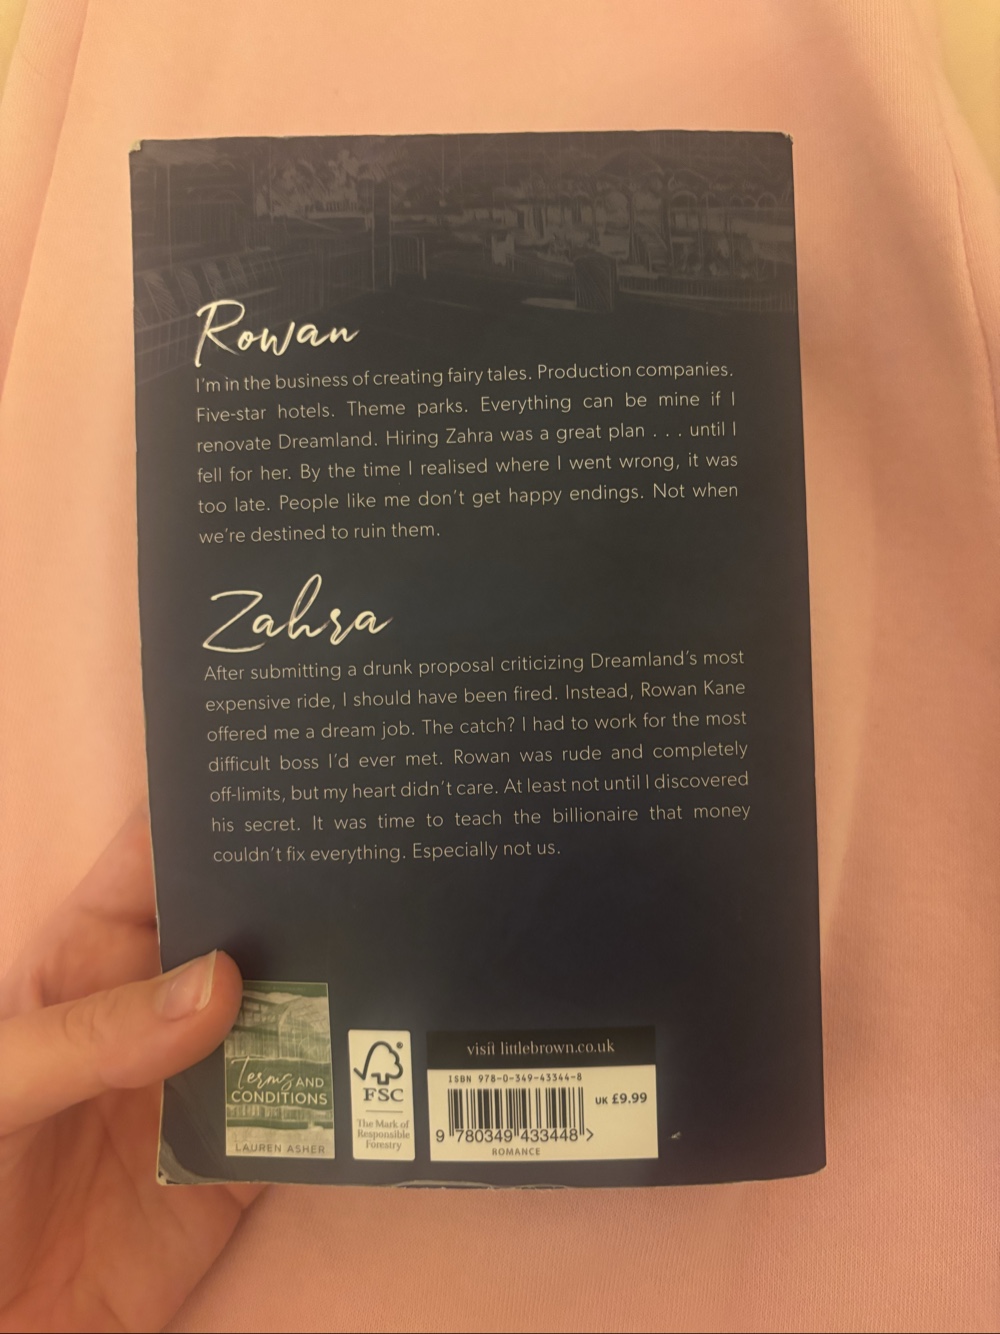 Rowan
I'm in the business of creating fairy tales. Production companies.
Five-star hotels. Theme parks. Everything can be mine if I
renovate Dreamland. Hiring Zahra was a great plan . . . until I
fell for her. By the time I realised where I went wrong, it was
too late. People like me don't get happy endings. Not when
we're destined to ruin them.
Zahra
After submitting a drunk proposal criticizing Dreamland's most
expensive ride, I should have been fired. Instead, Rowan Kane
offered me a dream job. The catch? I had to work for the most
difficult boss I'd ever met. Rowan was rude and completely
off-limits, but my heart didn't care. At least not until I discovered
his secret. It was time to teach the billionaire that money
couldn't fix everything. Especially not us.
Terms AND
CONDITIONS
LAUREN ASHER
FSC
The Mark of
Responsible
Forestry
visit littlebrown.co.uk
ISBN 978-0-349-43344-8
UK £9.99
9 780349 433448 >
ROMANCE